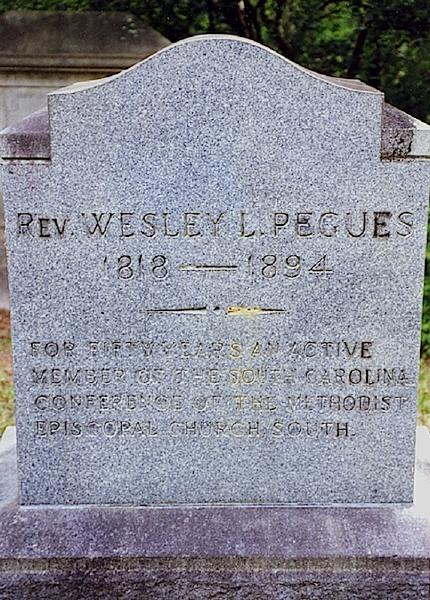 REV. WESLEY L. PEGUES
1818 — 1894
FOR FIFTY YEARS AN ACTIVE
MEMBER OF THE SOUTH CAROLINA
CONFERENCE OF THE METHODIST
EPISCOPAL CHURCH, SOUTH.